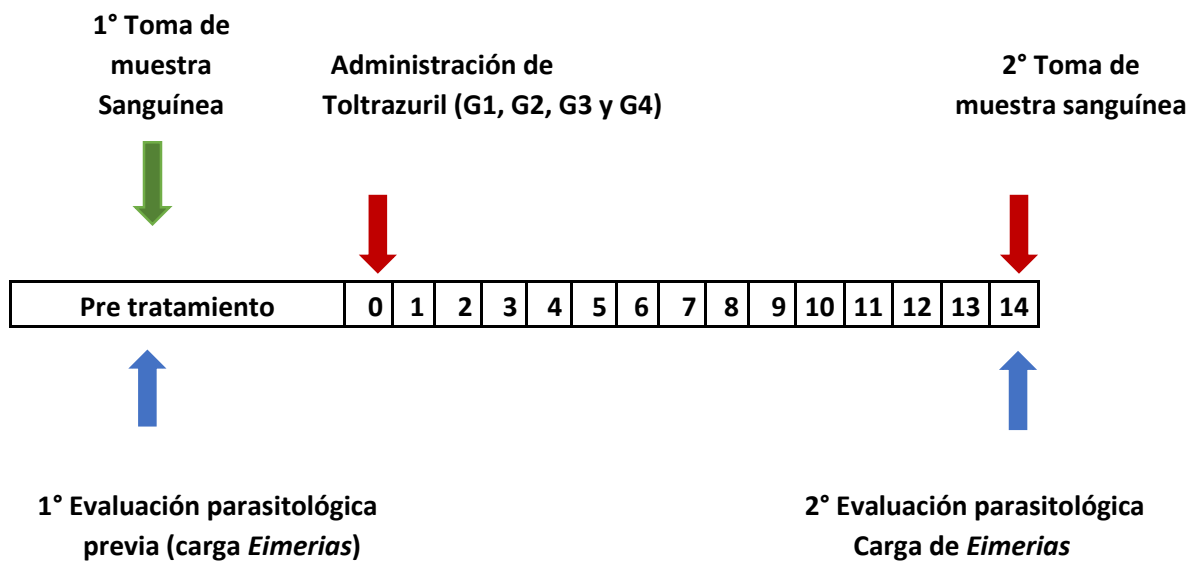 1° Toma de
muestra
Sanguínea
Administración de
Toltrazuril (G1, G2, G3 y G4)
2° Toma de
muestra sanguínea
Pre tratamiento 0 1 2 3 4 5 6 7 8 9 10 11 12 13 14
1° Evaluación parasitológica
previa (carga Eimerias)
2° Evaluación parasitológica
Carga de Eimerias